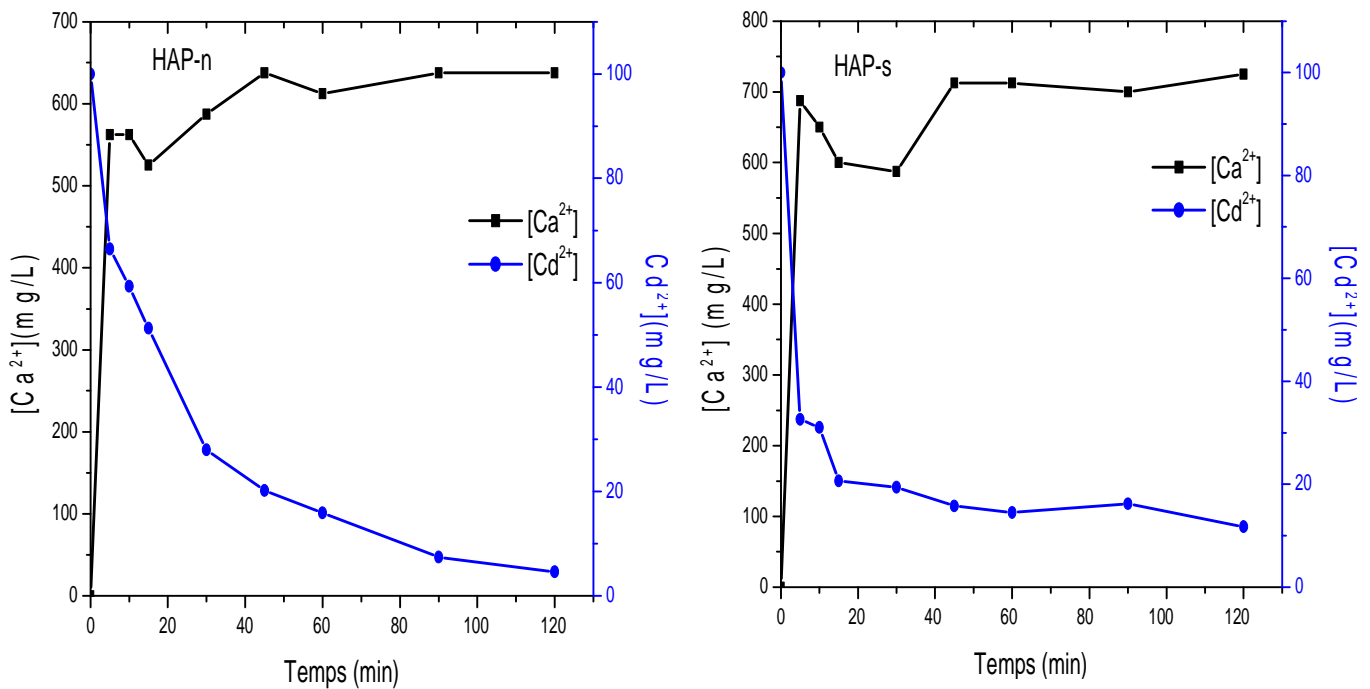 HAP-n
700
600
500
400
300
200
100
0
[Ca²⁺](mg/L)
[Ca²⁺]
[Cd²⁺]
100
80
60
40
20
0
Cd²⁺](mg/L)
0 20 40 60 80 100 120
Temps (min)
HAP-s
800
700
600
500
400
300
200
100
0
[Ca²⁺] (mg/L)
[Ca²⁺]
[Cd²⁺]
100
80
60
40
20
0
[Cd²⁺](mg/L)
0 20 40 60 80 100 120
Temps (min)